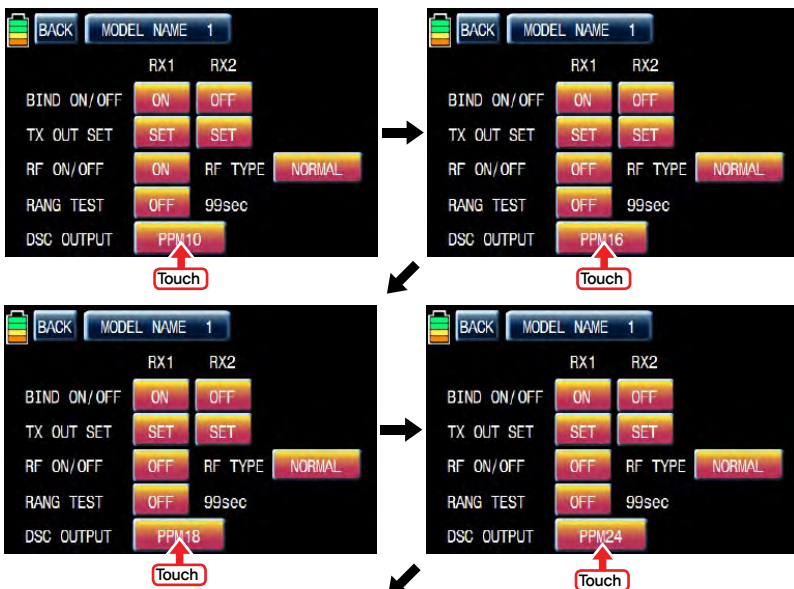 BACK MODEL NAME 1
RX1 RX2
BIND ON/OFF ON OFF
TX OUT SET SET SET
RF ON/OFF ON RF TYPE NORMAL
RANG TEST OFF 99sec
DSC OUTPUT PPM10
Touch
BACK MODEL NAME 1
RX1 RX2
BIND ON/OFF ON OFF
TX OUT SET SET SET
RF ON/OFF OFF RF TYPE NORMAL
RANG TEST OFF 99sec
DSC OUTPUT PPM16
Touch
BACK MODEL NAME 1
RX1 RX2
BIND ON/OFF ON OFF
TX OUT SET SET SET
RF ON/OFF OFF RF TYPE NORMAL
RANG TEST OFF 99sec
DSC OUTPUT PPM18
Touch
BACK MODEL NAME 1
RX1 RX2
BIND ON/OFF ON OFF
TX OUT SET SET SET
RF ON/OFF OFF RF TYPE NORMAL
RANG TEST OFF 99sec
DSC OUTPUT PPM24
Touch